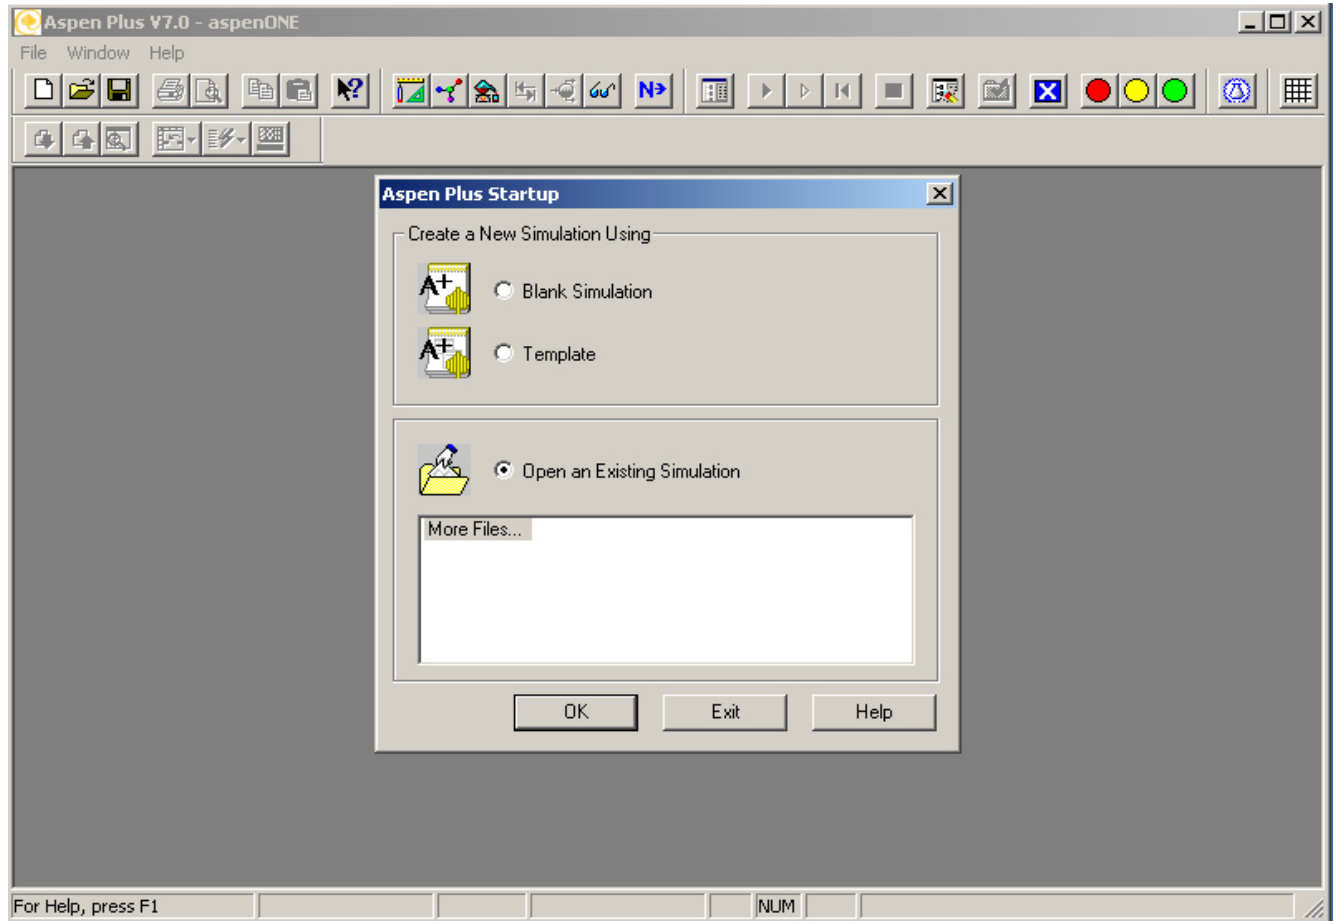 Aspen Plus V7.0 - aspenONE
File Window Help
N
Aspen Plus Startup
Create a New Simulation Using
A+
Blank Simulation
A+
Template
Open an Existing Simulation
More Files...
OK Exit Help
For Help, press F1 NUM